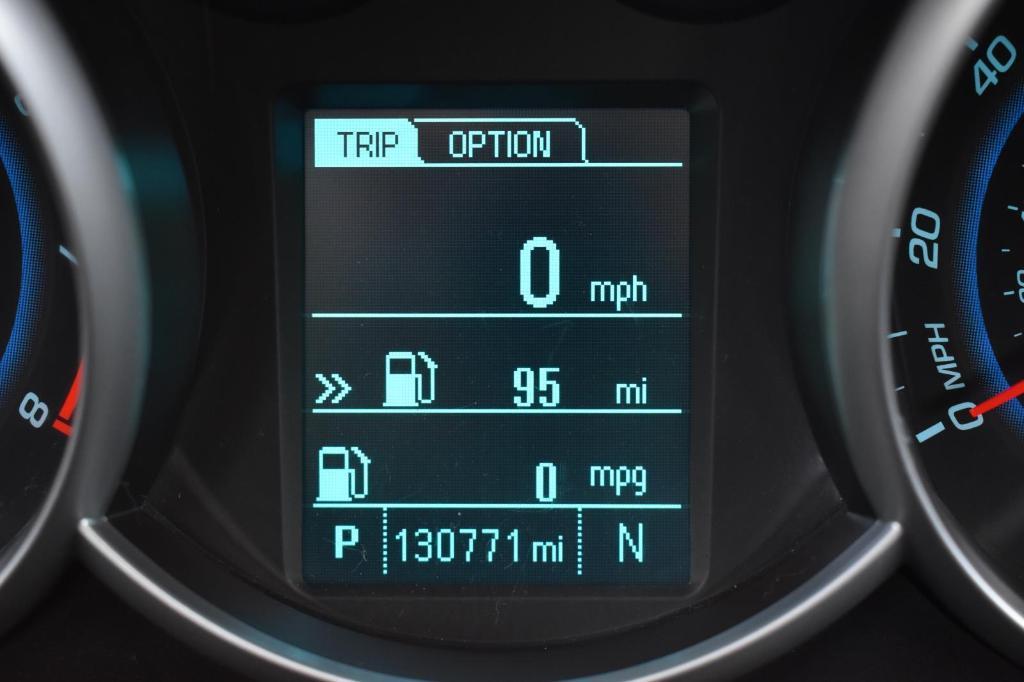 TRIP OPTION
0 mph
95 mi
0 mpg
P 130771 mi N
8
40
20
MPH
0